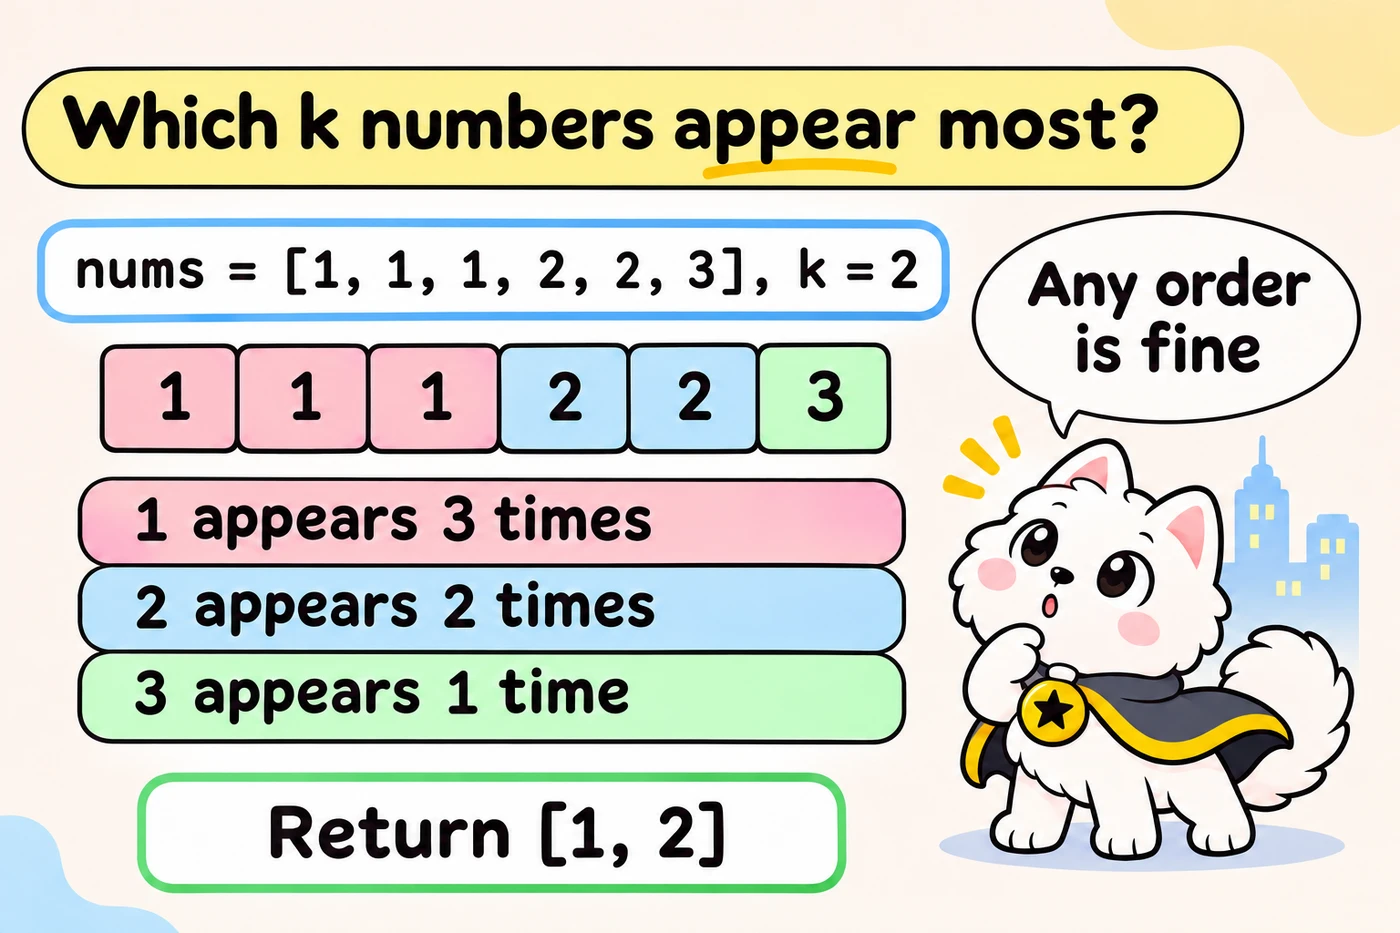 Which k numbers appear most?
nums = [1, 1, 1, 2, 2, 3], k = 2
Any order
is fine
1 1 1 2 2 3
1 appears 3 times
2 appears 2 times
3 appears 1 time
Return [1, 2]